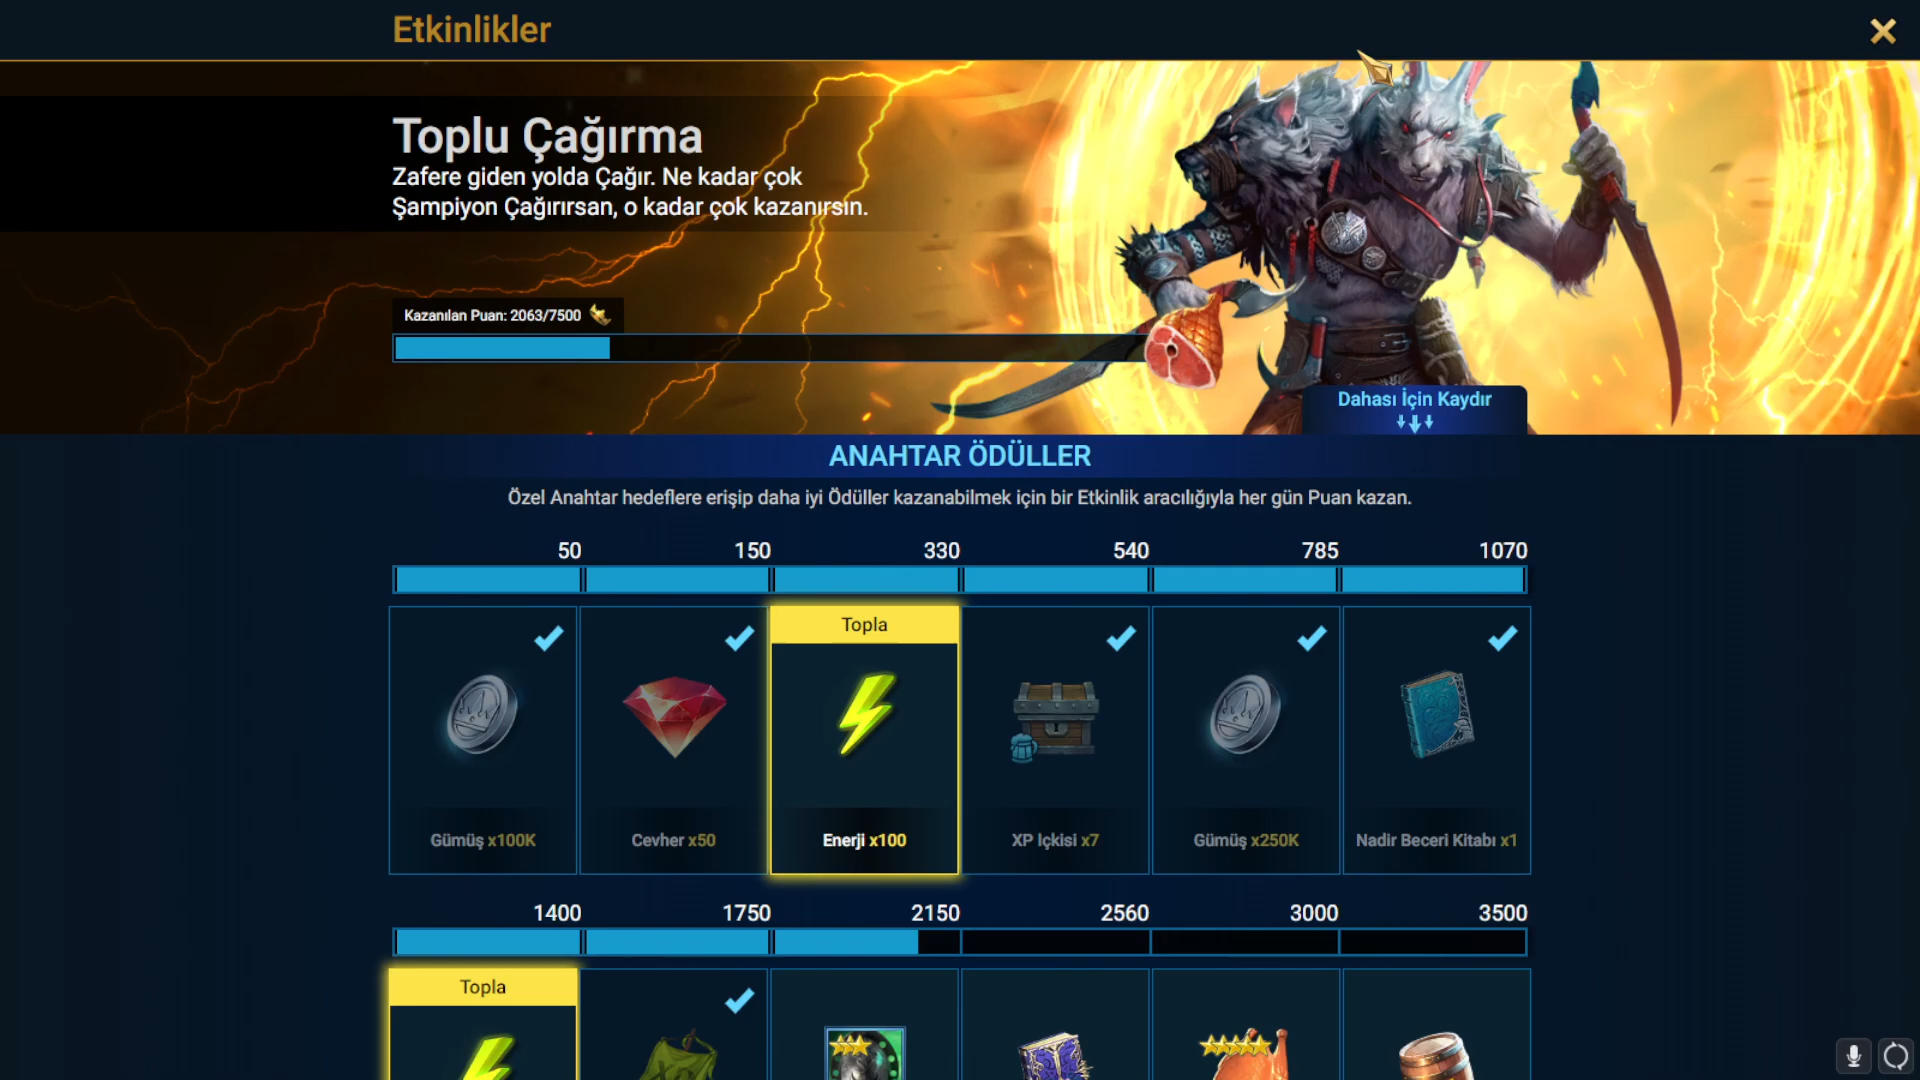 Etkinlikler
Toplu Çağırma
Zafere giden yolda Çağır. Ne kadar çok
Şampiyon Çağırırsan, o kadar çok kazanırsın.
Kazanılan Puan: 2063/7500
Dahası İçin Kaydır
ANAHTAR ÖDÜLLER
Özel Anahtar hedeflere erişip daha iyi Ödüller kazanabilmek için bir Etkinlik aracılığıyla her gün Puan kazan.
50 150 330 540 785 1070
Topla
Gümüş x100K Cevher x50 Enerji x100 XP Içkisi x7 Gümüş x250K Nadir Beceri Kitabı x1
1400 1750 2150 2560 3000 3500
Topla